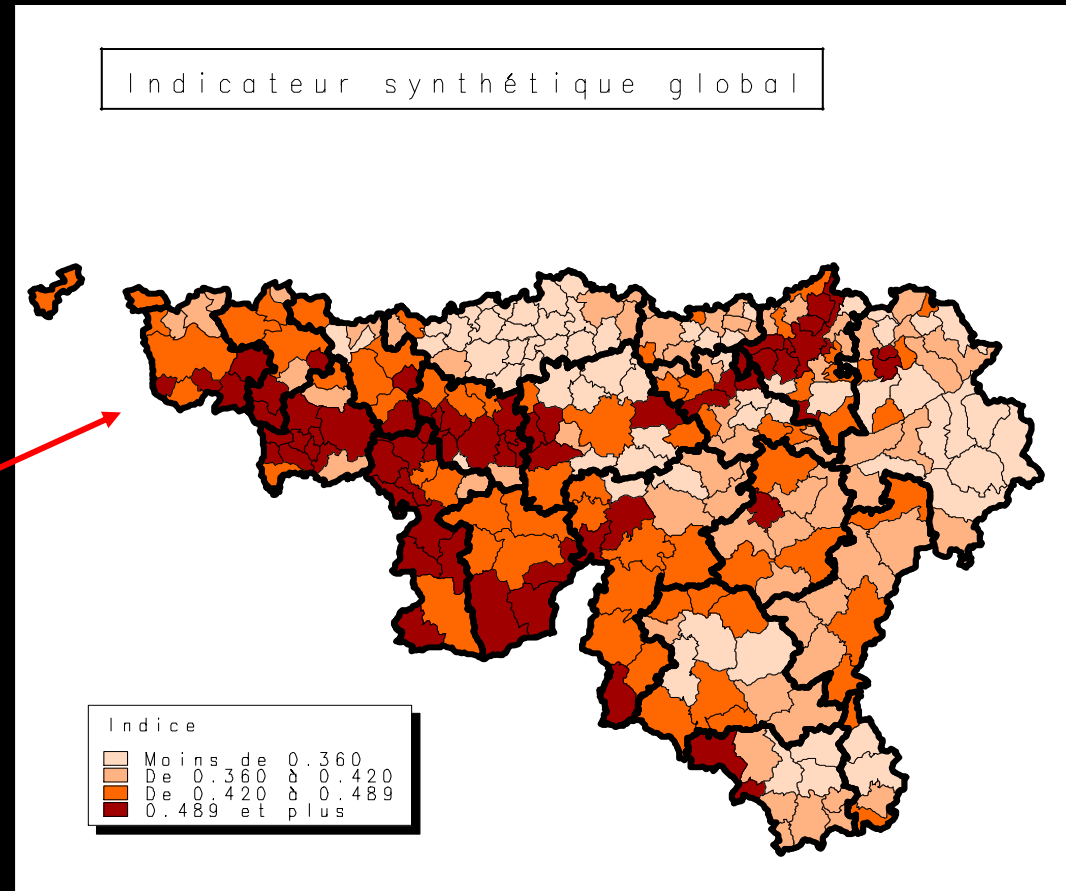 Indicateur synthétique global
Indice
Moins de 0.360
De 0.360 à 0.420
De 0.420 à 0.489
0.489 et plus